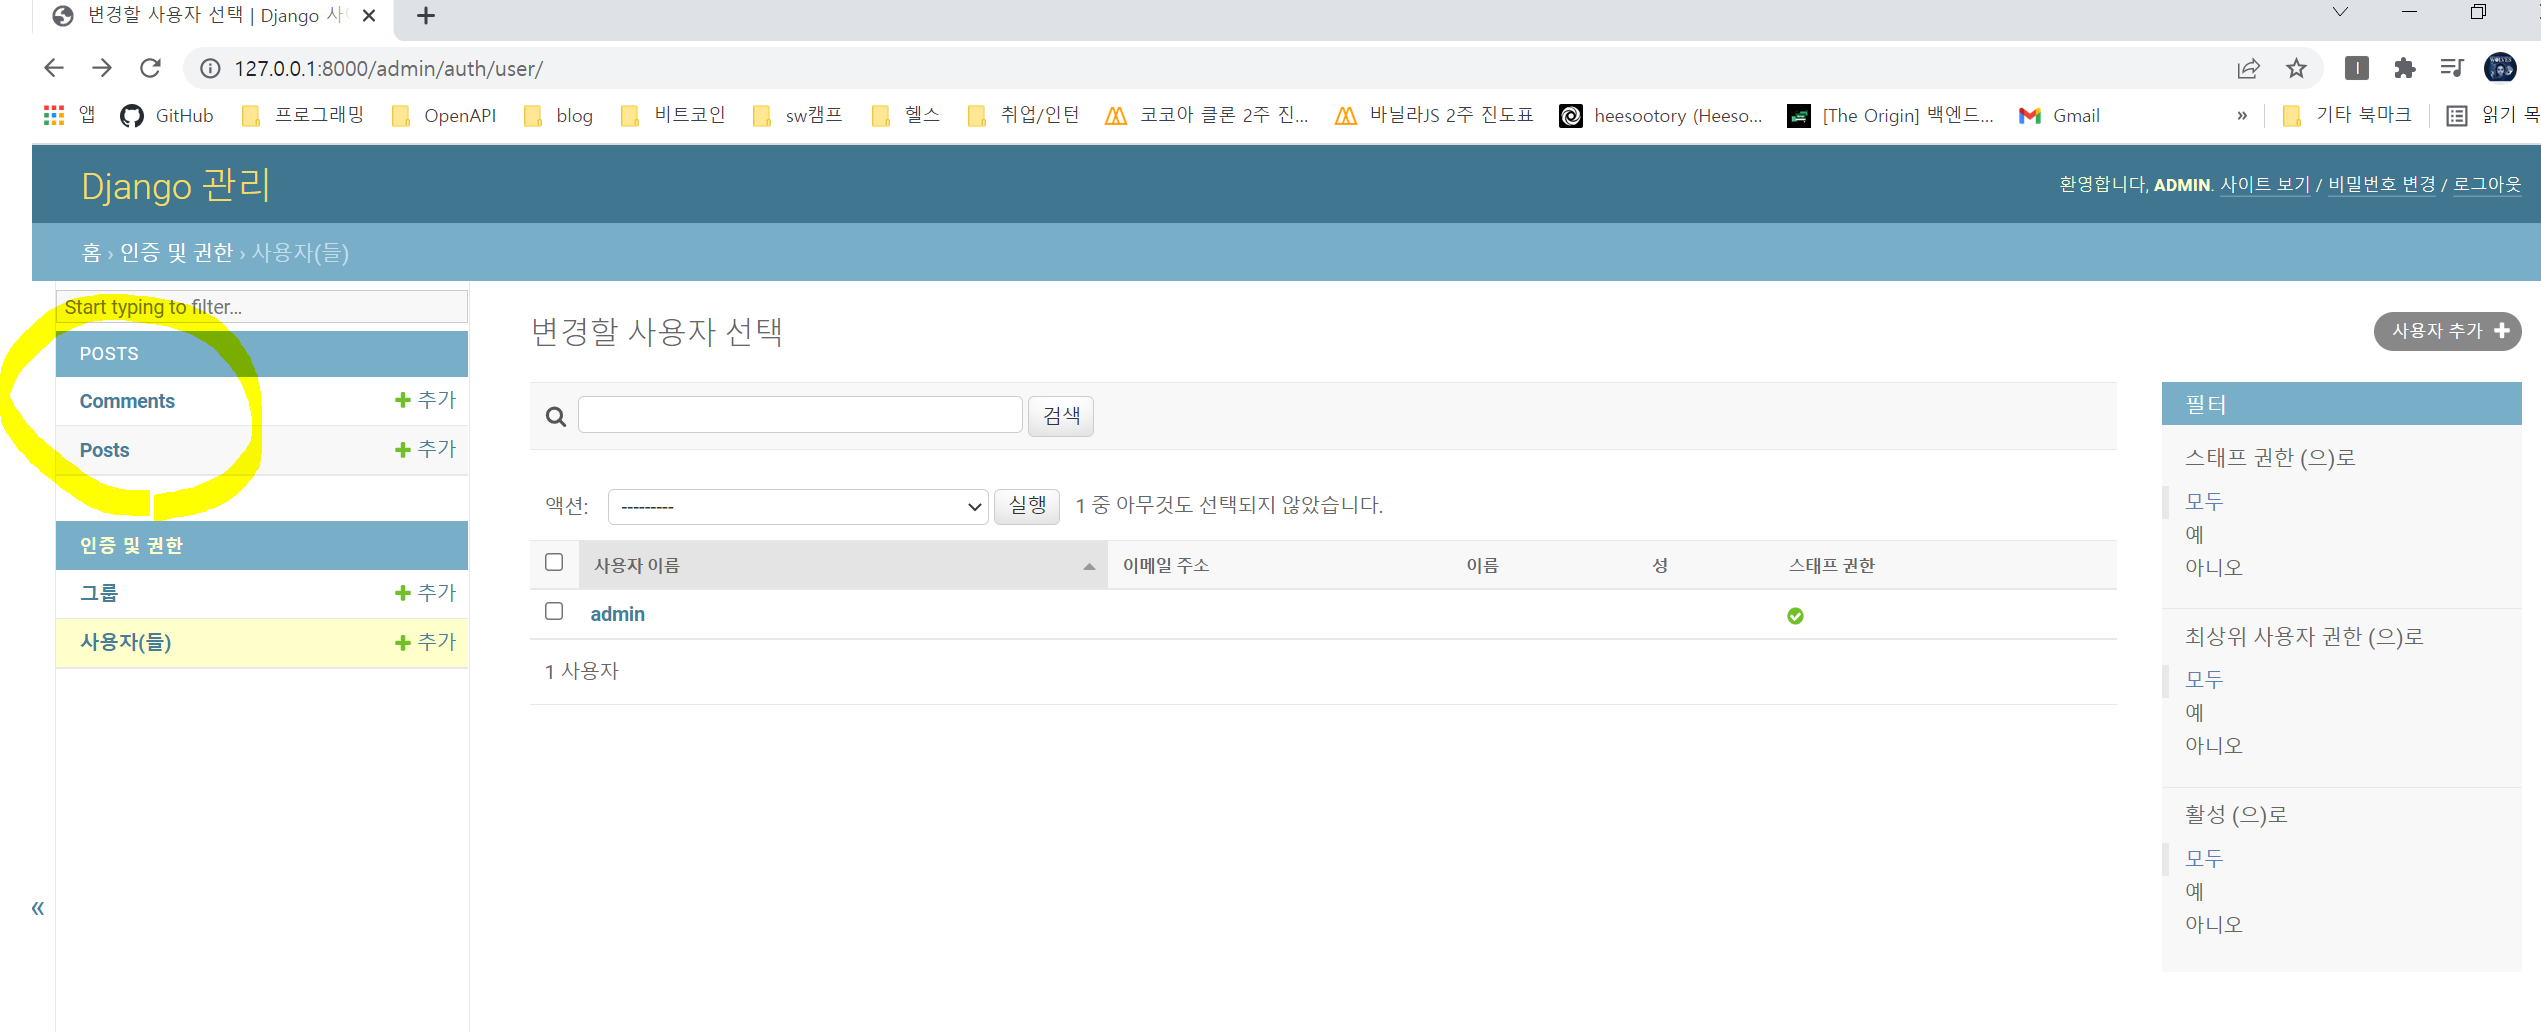 변경할 사용자 선택 | Django 사
127.0.0.1:8000/admin/auth/user/
앱 GitHub 프로그래밍 OpenAPI blog 비트코인 sw캠프 헬스 취업/인턴 코코아 클론 2주 진... 바닐라JS 2주 진도표 heesootory (Heeso... [The Origin] 백엔드... Gmail » 기타 북마크 읽기 목
Django 관리
환영합니다, ADMIN. 사이트 보기 / 비밀번호 변경 / 로그아웃
홈 › 인증 및 권한 › 사용자(들)
Start typing to filter...
POSTS
Comments + 추가
Posts + 추가
인증 및 권한
그룹 + 추가
사용자(들) + 추가
«
변경할 사용자 선택
사용자 추가 +
검색
액션: --------- 실행 1 중 아무것도 선택되지 않았습니다.
사용자 이름 이메일 주소 이름 성 스태프 권한
admin
1 사용자
필터
스태프 권한 (으)로
모두
예
아니오
최상위 사용자 권한 (으)로
모두
예
아니오
활성 (으)로
모두
예
아니오